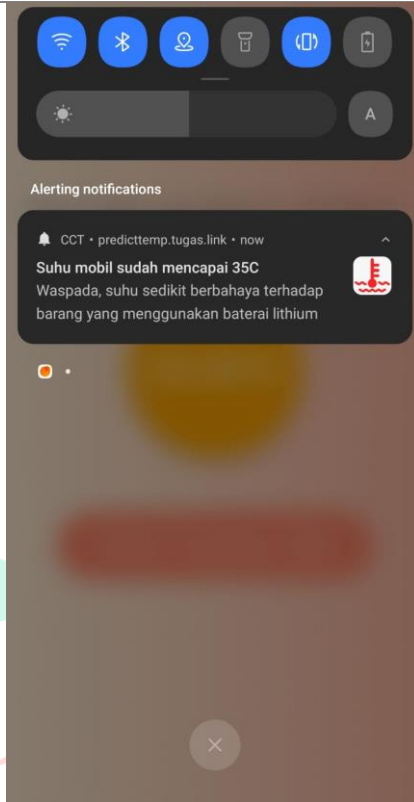 A
Alerting notifications
CCT • predicttemp.tugas.link • now
Suhu mobil sudah mencapai 35C
Waspada, suhu sedikit berbahaya terhadap
barang yang menggunakan baterai lithium